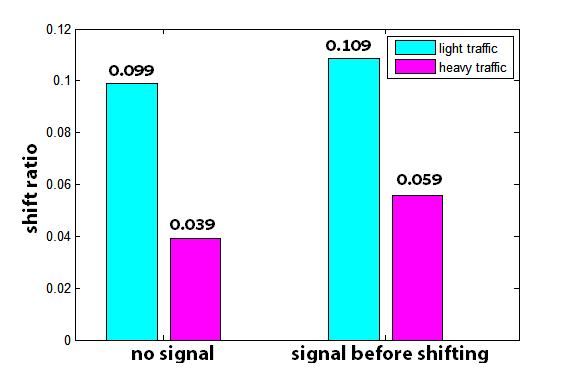 0.12
0.1
0.08
0.06
0.04
0.02
0
shift ratio
0.099
0.039
0.109
0.059
light traffic
heavy traffic
no signal
signal before shifting